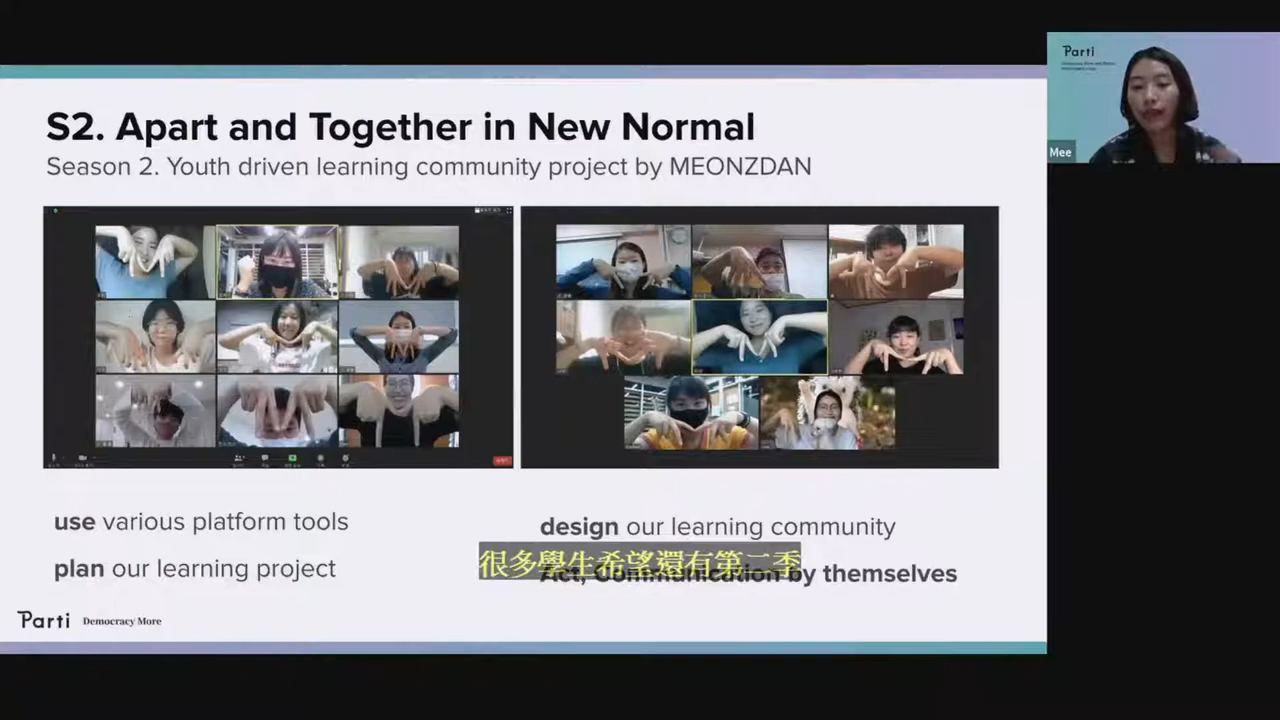 S2. Apart and Together in New Normal
Season 2. Youth driven learning community project by MEONZDAN
Parti
Mee
use various platform tools
plan our learning project
design our learning community
Act, Communication by themselves
很多學生希望還有第二季
Parti Democracy More